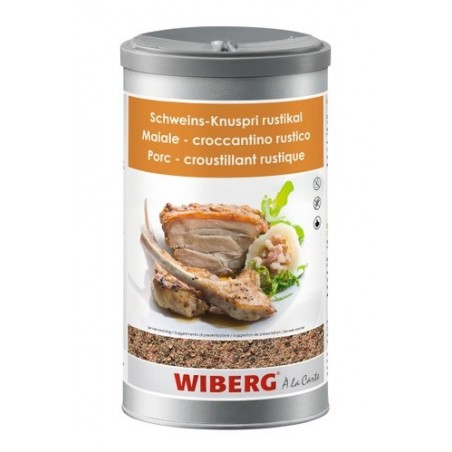 Schweins-Knuspri rustikal
Maiale - croccantino rustico
Porc - croustillant rustique
WIBERG® A la Carte